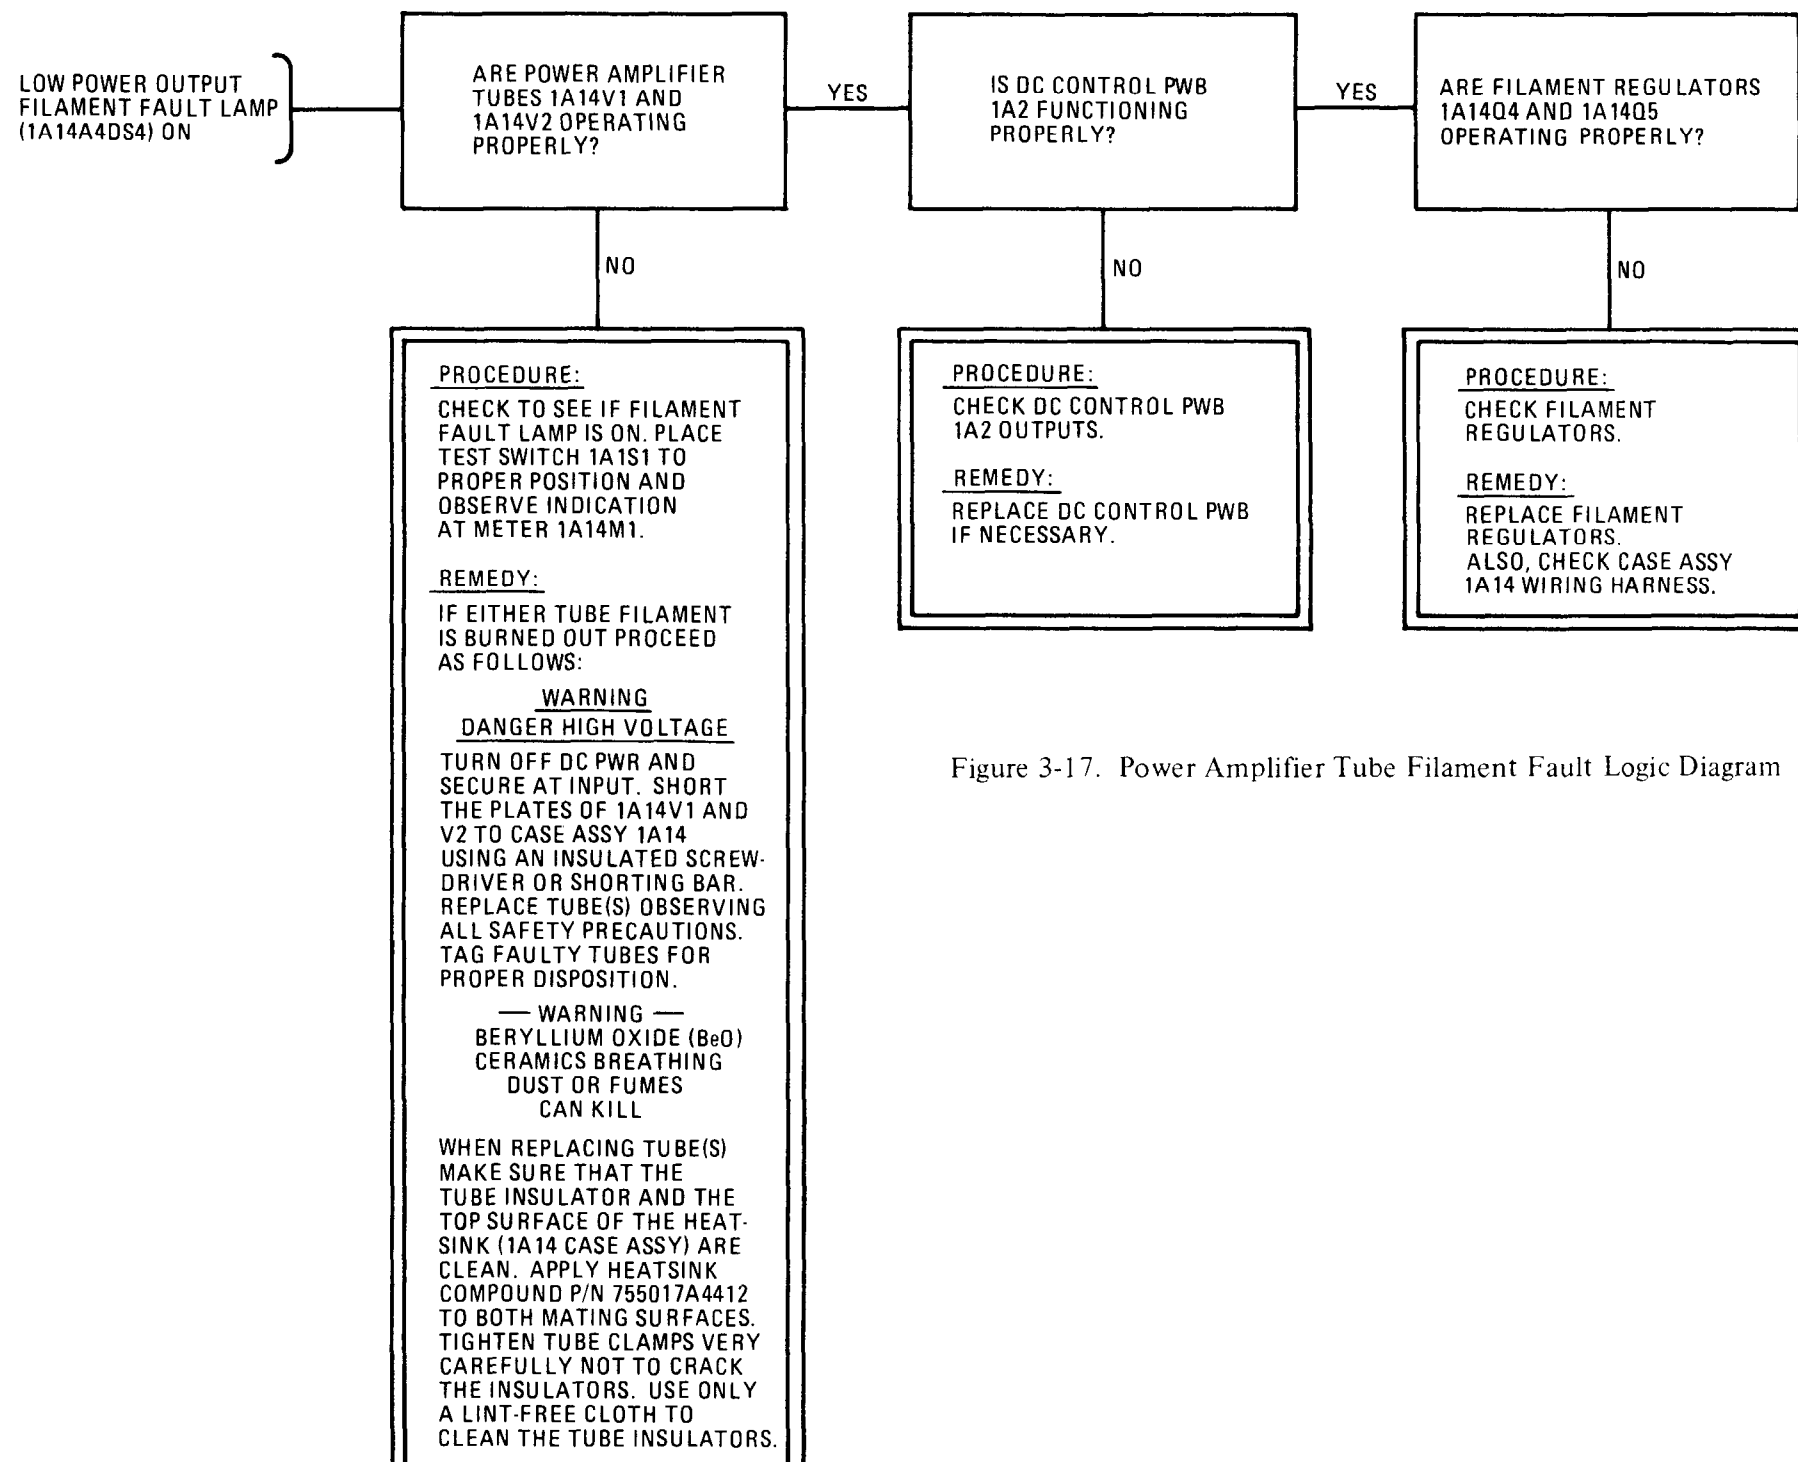 LOW POWER OUTPUT
FILAMENT FAULT LAMP
(1A14A4DS4) ON
ARE POWER AMPLIFIER
TUBES 1A14V1 AND
1A14V2 OPERATING
PROPERLY?
YES
IS DC CONTROL PWB
1A2 FUNCTIONING
PROPERLY?
YES
ARE FILAMENT REGULATORS
1A14Q4 AND 1A14Q5
OPERATING PROPERLY?
NO
NO
NO
PROCEDURE:
CHECK TO SEE IF FILAMENT
FAULT LAMP IS ON. PLACE
TEST SWITCH 1A1S1 TO
PROPER POSITION AND
OBSERVE INDICATION
AT METER 1A14M1.
REMEDY:
IF EITHER TUBE FILAMENT
IS BURNED OUT PROCEED
AS FOLLOWS:
WARNING
DANGER HIGH VOLTAGE
TURN OFF DC PWR AND
SECURE AT INPUT. SHORT
THE PLATES OF 1A14V1 AND
V2 TO CASE ASSY 1A14
USING AN INSULATED SCREW-
DRIVER OR SHORTING BAR.
REPLACE TUBE(S) OBSERVING
ALL SAFETY PRECAUTIONS.
TAG FAULTY TUBES FOR
PROPER DISPOSITION.
— WARNING —
BERYLLIUM OXIDE (BeO)
CERAMICS BREATHING
DUST OR FUMES
CAN KILL
WHEN REPLACING TUBE(S)
MAKE SURE THAT THE
TUBE INSULATOR AND THE
TOP SURFACE OF THE HEAT-
SINK (1A14 CASE ASSY) ARE
CLEAN. APPLY HEATSINK
COMPOUND P/N 755017A4412
TO BOTH MATING SURFACES.
TIGHTEN TUBE CLAMPS VERY
CAREFULLY NOT TO CRACK
THE INSULATORS. USE ONLY
A LINT-FREE CLOTH TO
CLEAN THE TUBE INSULATORS.
PROCEDURE:
CHECK DC CONTROL PWB
1A2 OUTPUTS.
REMEDY:
REPLACE DC CONTROL PWB
IF NECESSARY.
PROCEDURE:
CHECK FILAMENT
REGULATORS.
REMEDY:
REPLACE FILAMENT
REGULATORS.
ALSO, CHECK CASE ASSY
1A14 WIRING HARNESS.
Figure 3-17. Power Amplifier Tube Filament Fault Logic Diagram